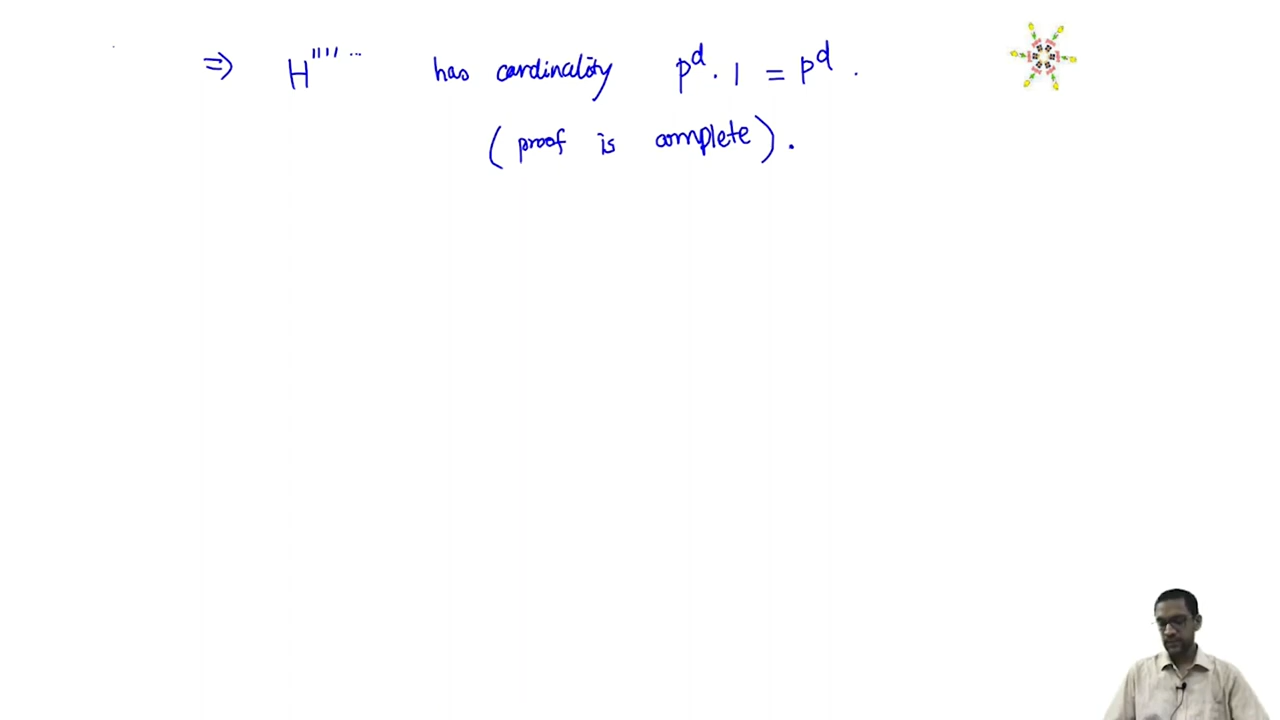 ⇒ H'''' ... has cardinality p^d . 1 = p^d .
(proof is complete).